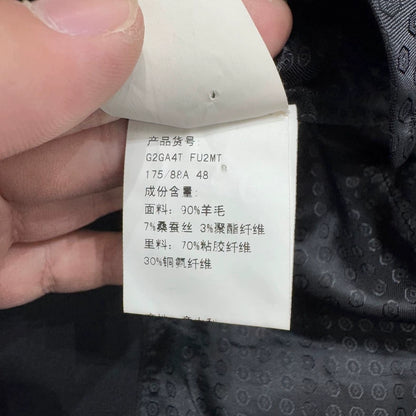 产品货号:
G2GA4T FU2MT
175/88A 48
成份含量:
面料: 90%羊毛
7%桑蚕丝 3%聚酯纤维
里料: 70%粘胶纤维
30%铜氨纤维